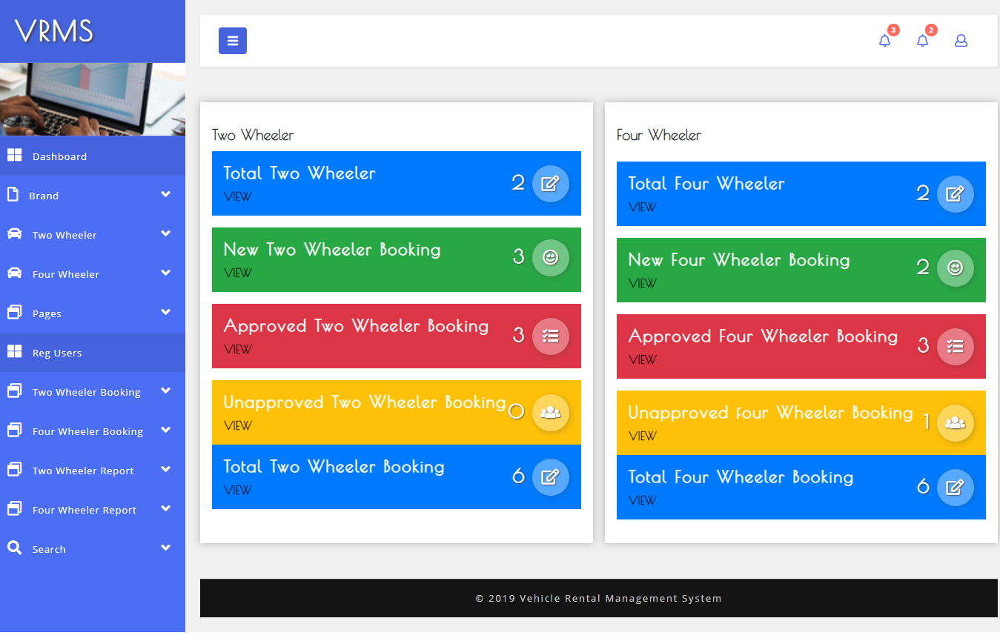 VRMS
Dashboard
Brand
Two Wheeler
Four Wheeler
Pages
Reg Users
Two Wheeler Booking
Four Wheeler Booking
Two Wheeler Report
Four Wheeler Report
Search
3
2
Two Wheeler
Total Two Wheeler
2
VIEW
New Two Wheeler Booking
3
VIEW
Approved Two Wheeler Booking
3
VIEW
Unapproved Two Wheeler Booking
0
VIEW
Total Two Wheeler Booking
6
VIEW
Four Wheeler
Total Four Wheeler
2
VIEW
New Four Wheeler Booking
2
VIEW
Approved Four Wheeler Booking
3
VIEW
Unapproved four Wheeler Booking
1
VIEW
Total Four Wheeler Booking
6
VIEW
© 2019 Vehicle Rental Management System